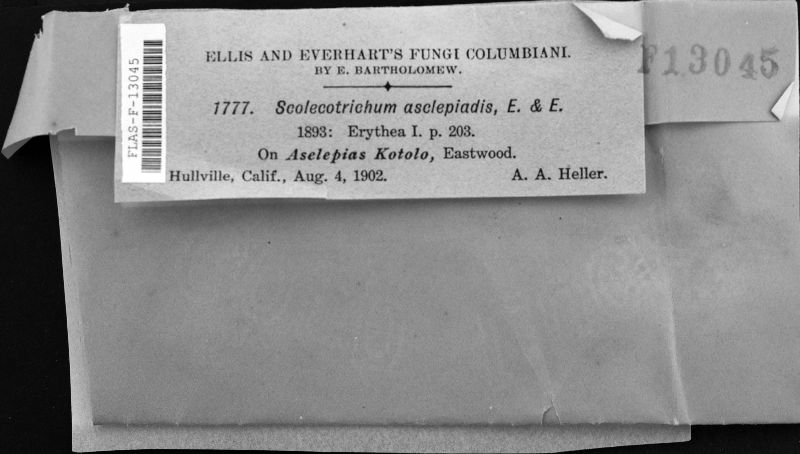 ELLIS AND EVERHART'S FUNGI COLUMBIANI.
BY E. BARTHOLOMEW.
1777. Scolecotrichum asclepiadis, E. & E.
1893: Erythea I. p. 203.
On Aselepias Kotolo, Eastwood.
Hullville, Calif., Aug. 4, 1902. A. A. Heller.
FLAS-F-13045
F13045